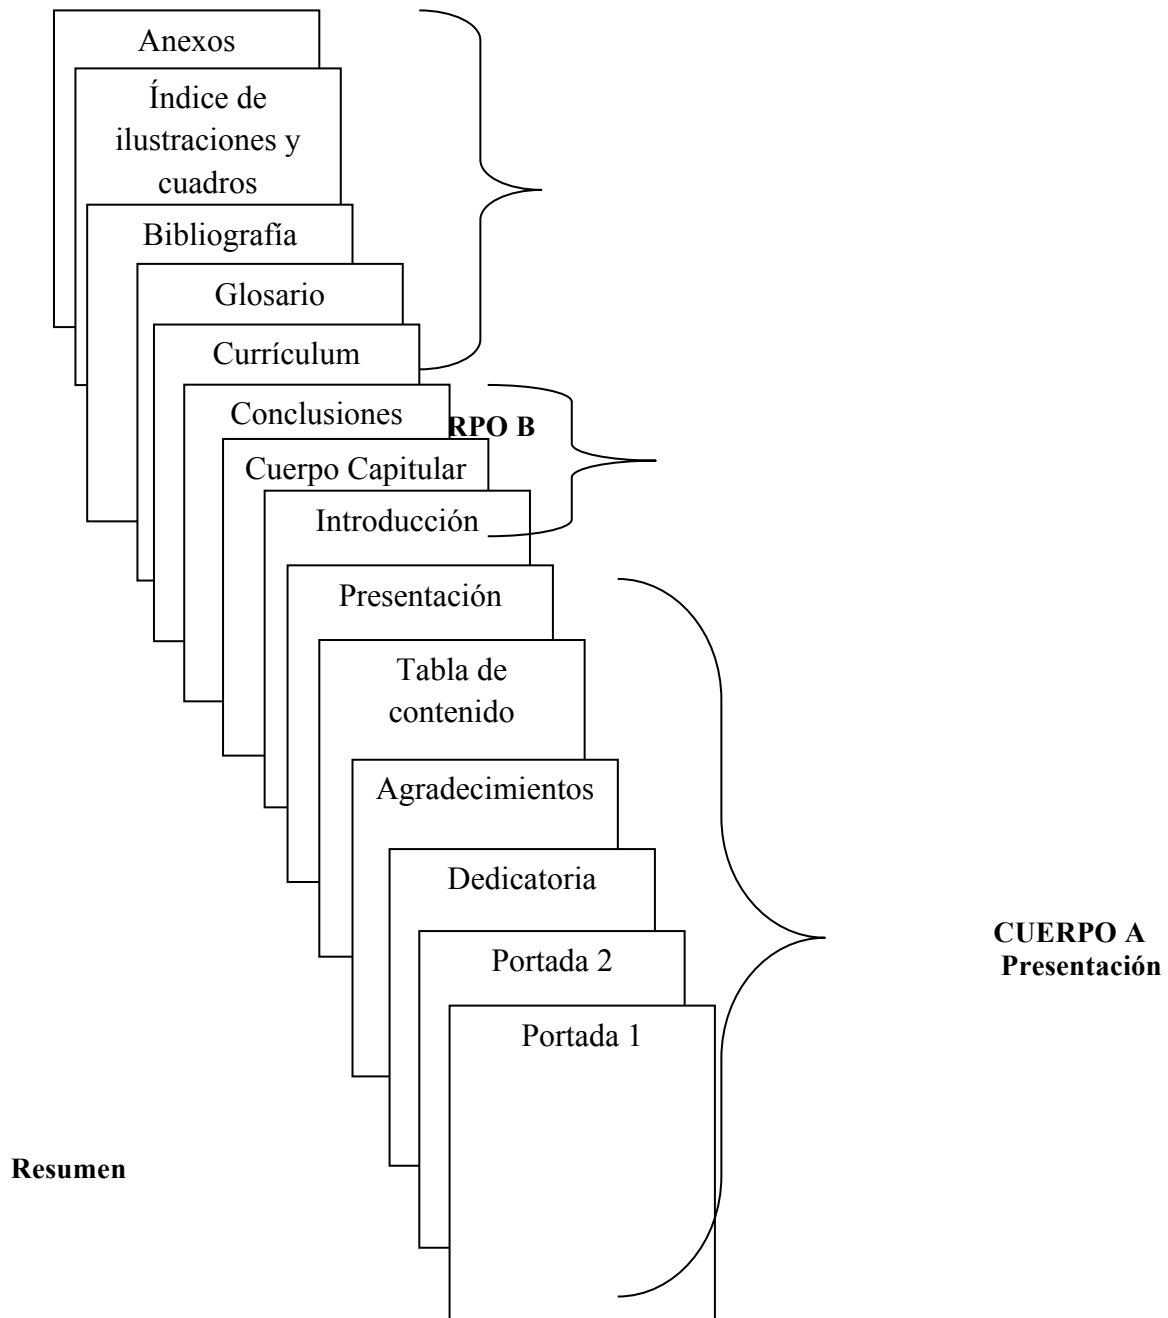 Anexos
Índice de
ilustraciones y
cuadros
Bibliografía
Glosario
Currículum
Conclusiones
RPO B
Cuerpo Capitular
Introducción
Presentación
Tabla de
contenido
Agradecimientos
Dedicatoria
CUERPO A
Presentación
Portada 2
Portada 1
Resumen